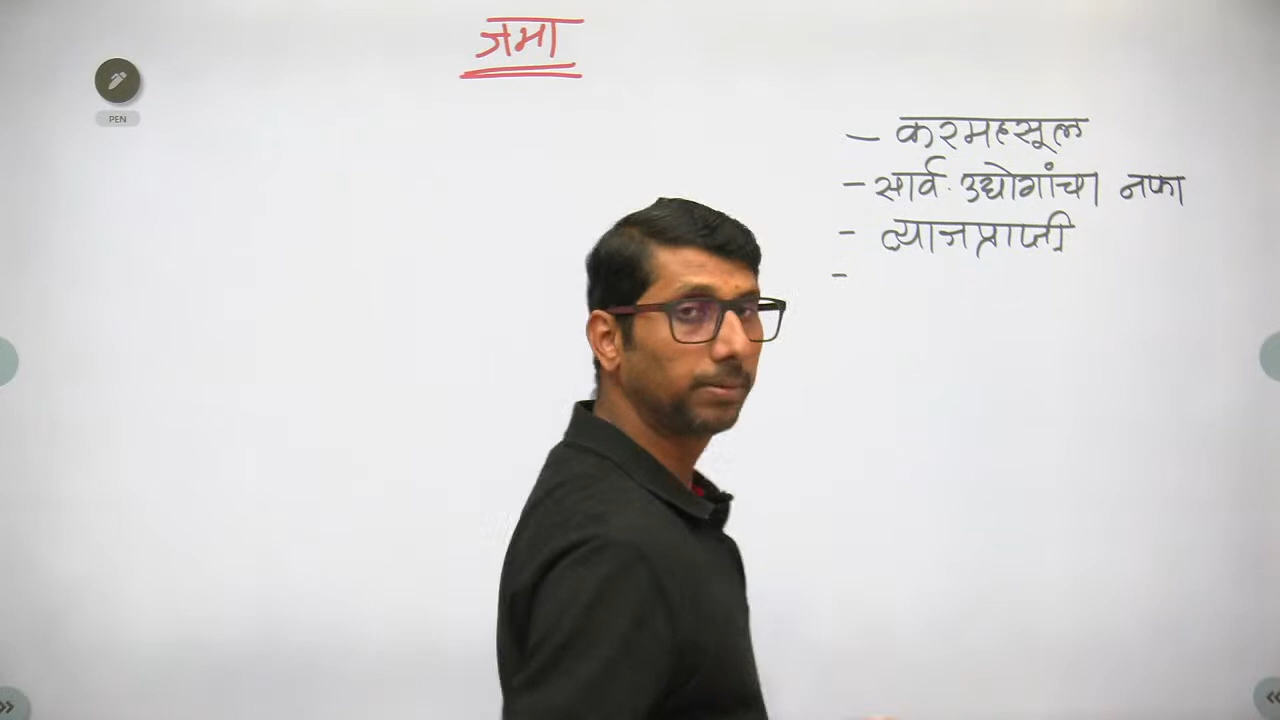 जमा
PEN
- करमहसूल
- सार्व. उद्योगांचा नफा
- व्याजप्राप्ती
-